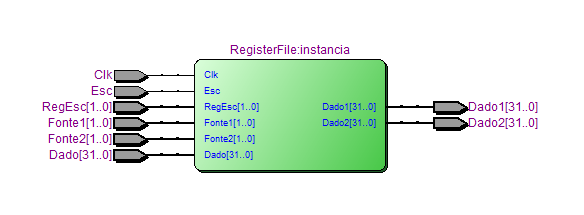 RegisterFile:instancia
Clk Clk
Esc Esc
RegEsc[1..0] RegEsc[1..0] Dado1[31..0] Dado1[31..0]
Fonte1[1..0] Fonte1[1..0] Dado2[31..0] Dado2[31..0]
Fonte2[1..0] Fonte2[1..0]
Dado[31..0] Dado[31..0]